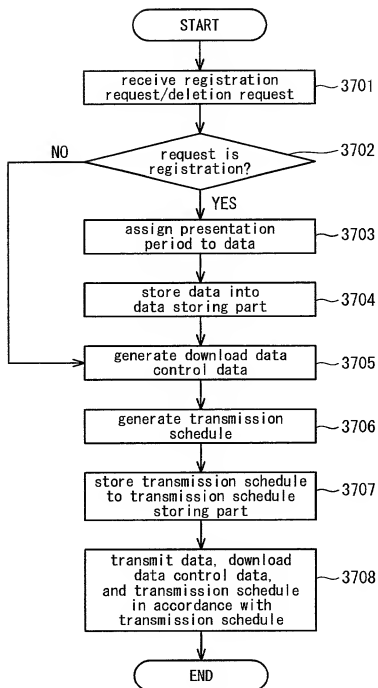 START
receive registration
request/deletion request
3701
request is
registration?
3702
NO
YES
assign presentation
period to data
3703
store data into
data storing part
3704
generate download data
control data
3705
generate transmission
schedule
3706
store transmission schedule
to transmission schedule
storing part
3707
transmit data, download
data control data,
and transmission schedule
in accordance with
transmission schedule
3708
END